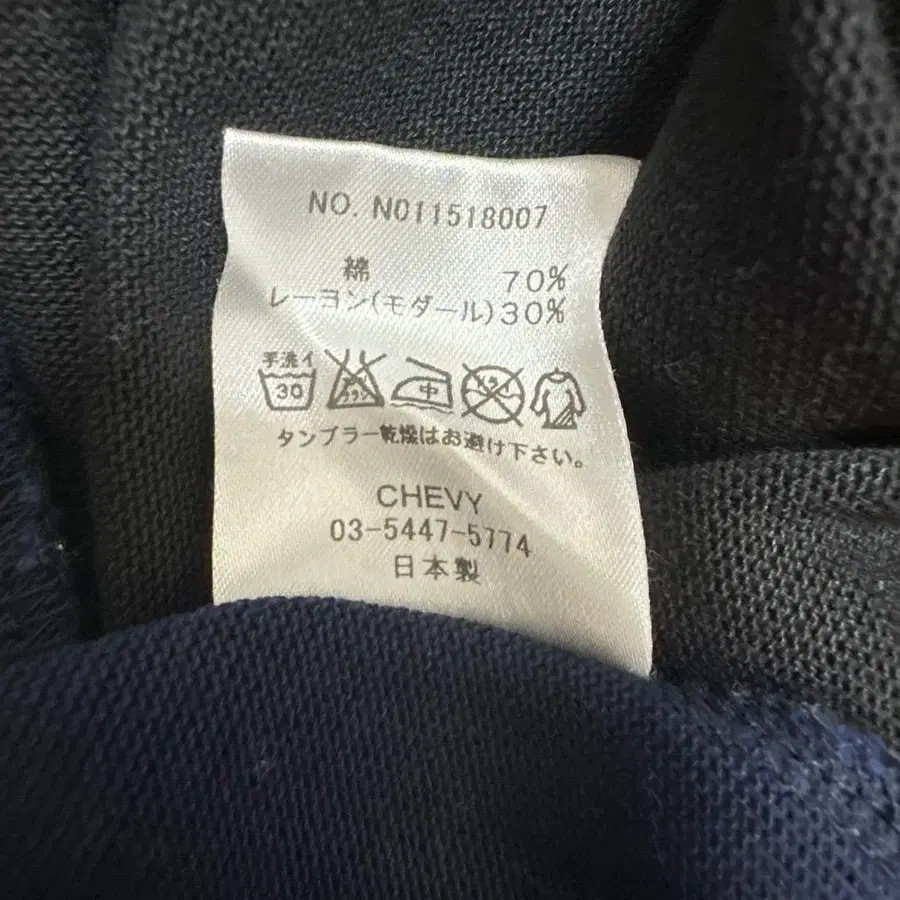 NO. N011518007
綿 70%
レーヨン(モダール)30%
手洗イ
30 中
タンブラー乾燥はお避け下さい。
CHEVY
03-5447-5774
日本製